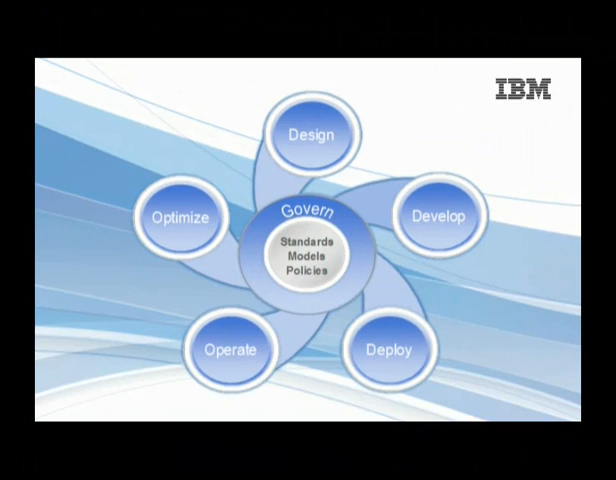 IBM
Design
Optimize
Develop
Govern
Standards
Models
Policies
Operate
Deploy